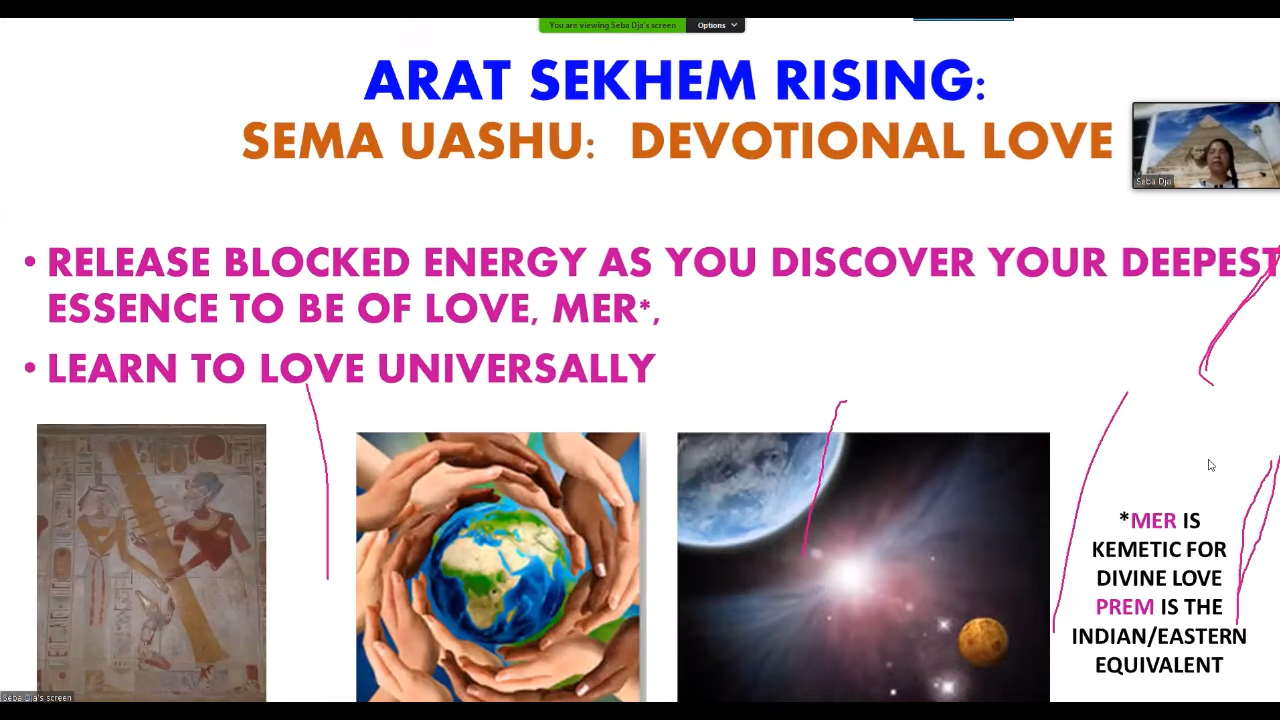 You are viewing Seba Dja's screen Options
ARAT SEKHEM RISING:
SEMA UASHU: DEVOTIONAL LOVE
Seba Dja
• RELEASE BLOCKED ENERGY AS YOU DISCOVER YOUR DEEPEST
ESSENCE TO BE OF LOVE, MER*,
• LEARN TO LOVE UNIVERSALLY
*MER IS
KEMETIC FOR
DIVINE LOVE
PREM IS THE
INDIAN/EASTERN
EQUIVALENT
Seba Dja's screen